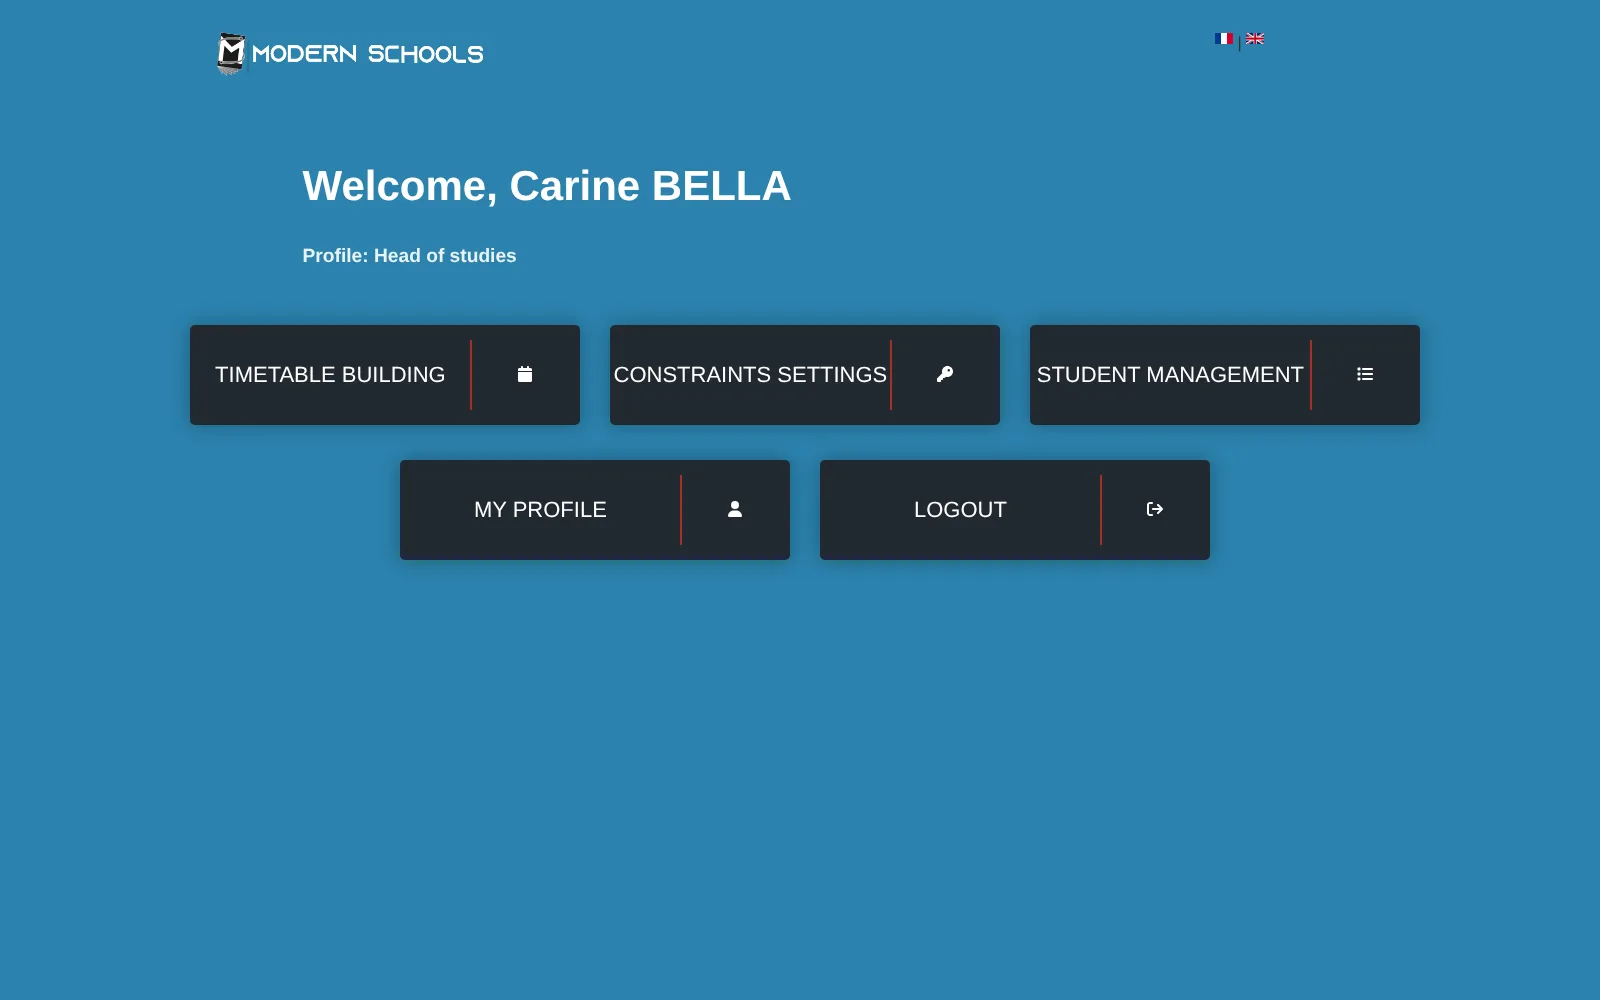 MODERN SCHOOLS
Welcome, Carine BELLA
Profile: Head of studies
TIMETABLE BUILDING
CONSTRAINTS SETTINGS
STUDENT MANAGEMENT
MY PROFILE
LOGOUT